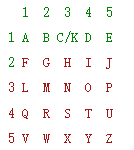 1 2 3 4 5
1 A B C/K D E
2 F G H I J
3 L M N O P
4 Q R S T U
5 V W X Y Z